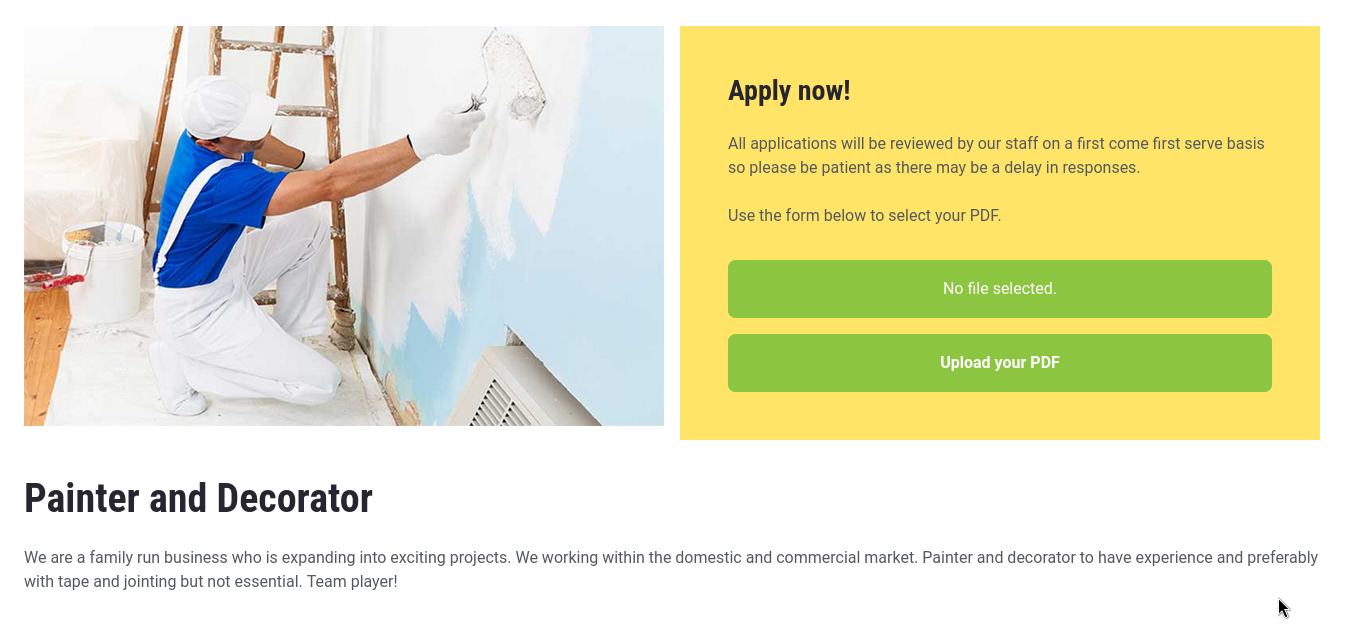 Apply now!
All applications will be reviewed by our staff on a first come first serve basis
so please be patient as there may be a delay in responses.
Use the form below to select your PDF.
No file selected.
Upload your PDF
Painter and Decorator
We are a family run business who is expanding into exciting projects. We working within the domestic and commercial market. Painter and decorator to have experience and preferably
with tape and jointing but not essential. Team player!